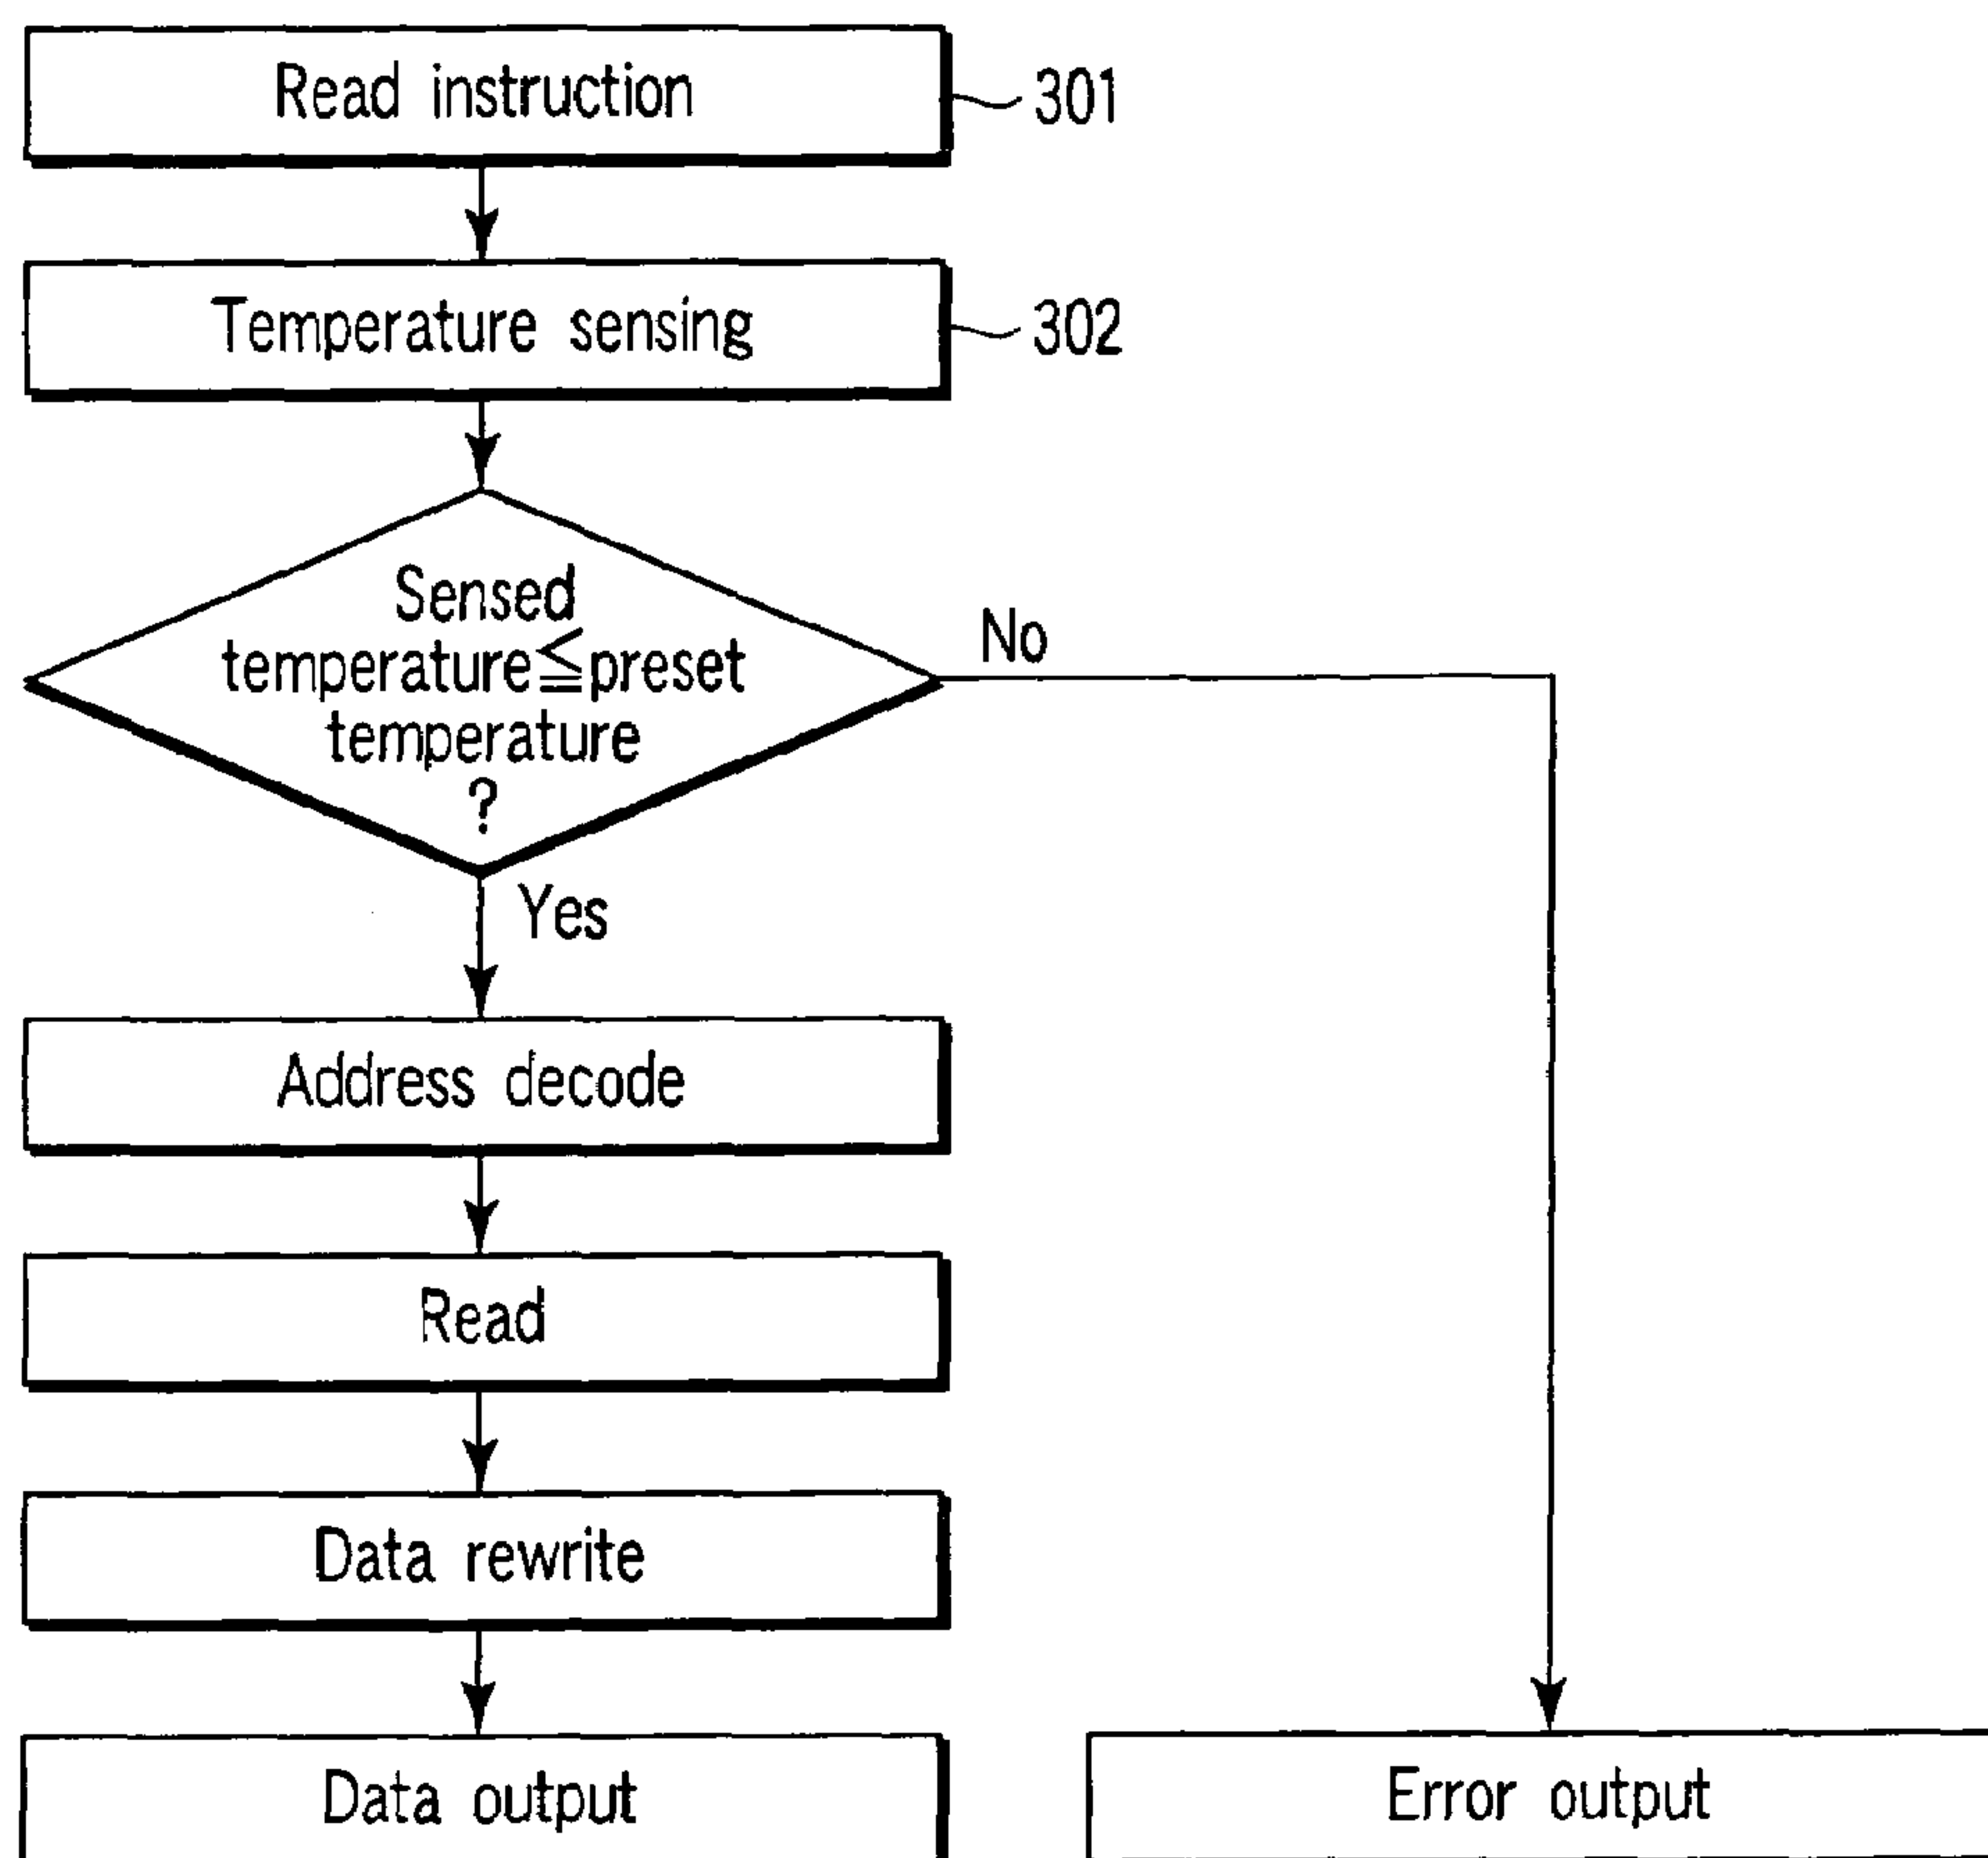 Read instruction
301
Temperature sensing
302
Sensed
temperature≦preset
temperature
?
No
Yes
Address decode
Read
Data rewrite
Data output
Error output